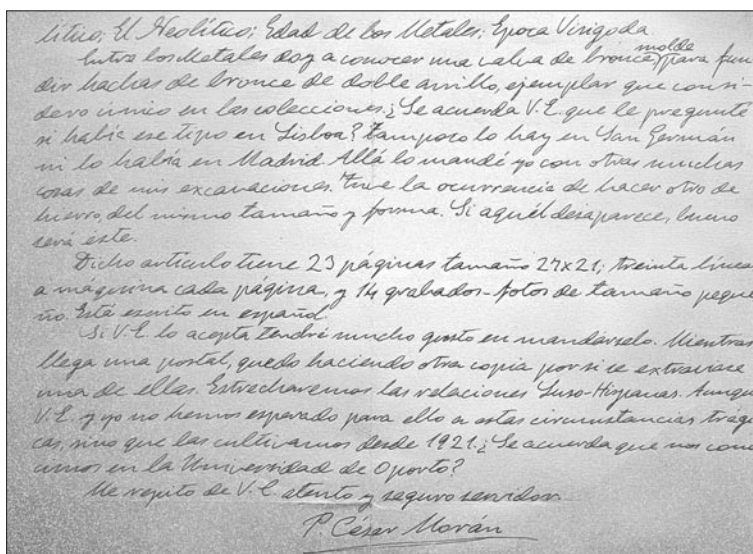 lítico; El Neolítico; Edad de los Metales; Epoca Visigoda.
Entre los Metales doy a conocer una valva de bronce, molde para fun-
dir hachas de bronce de doble anillo, ejemplar que consi-
dero único en las colecciones. ¿Se acuerda V.E. que le pregunté
si había ese tipo en Lisboa? Tampoco lo hay en San Germán
ni lo había en Madrid. Allá lo mandé yo con otras muchas
cosas de mis excavaciones. Tuve la ocurrencia de hacer otro de
hierro, del mismo tamaño y forma. Si aquél desaparece, bueno
será éste.
Dicho artículo tiene 23 páginas tamaño 27x21; treinta líneas
a máquina cada página, y 14 grabados-fotos de tamaño peque-
ño. Está escrito en español.
Si V.E. lo acepta tendré mucho gusto en mandárselo. Mientras
llega una postal, quedo haciendo otra copia por si se extraviase
una de ellas. Estrecharemos las relaciones Luso-Hispanas. Aunque
V.E. y yo no hemos esperado para ello a estas circunstancias trági-
cas, sino que las cultivamos desde 1921. ¿Se acuerda que nos cono-
cimos en la Universidad de Oporto?
Me repito de V.E. atento y seguro servidor
P. César Morán